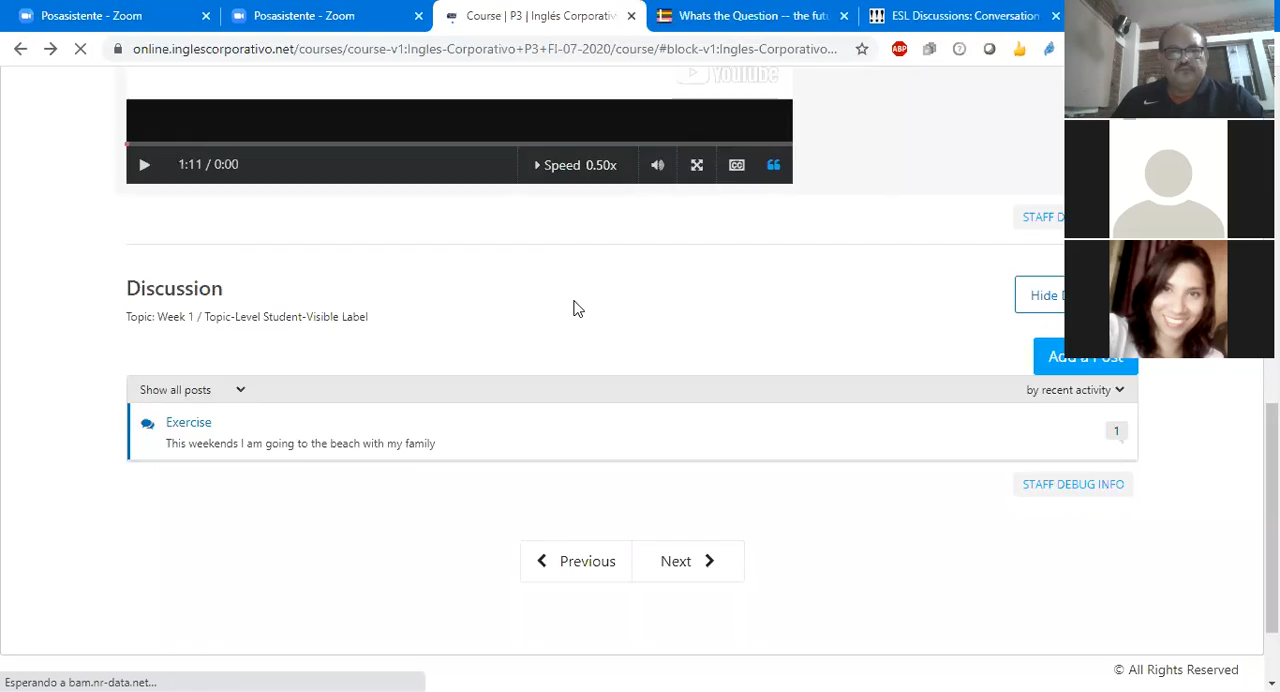 Posasistente - Zoom
Posasistente - Zoom
Course | P3 | Inglés Corporativ
Whats the Question -- the fut
ESL Discussions: Conversation
online.inglescorporativo.net/courses/course-v1:Ingles-Corporativo+P3+FI-07-2020/course/#block-v1:Ingles-Corporativo...
ABP
YouTube
1:11 / 0:00
Speed 0.50x
STAFF D
Discussion
Hide D
Topic: Week 1 / Topic-Level Student-Visible Label
Add a Post
Show all posts
by recent activity
Exercise
1
This weekends I am going to the beach with my family
STAFF DEBUG INFO
Previous
Next
© All Rights Reserved
Esperando a bam.nr-data.net...